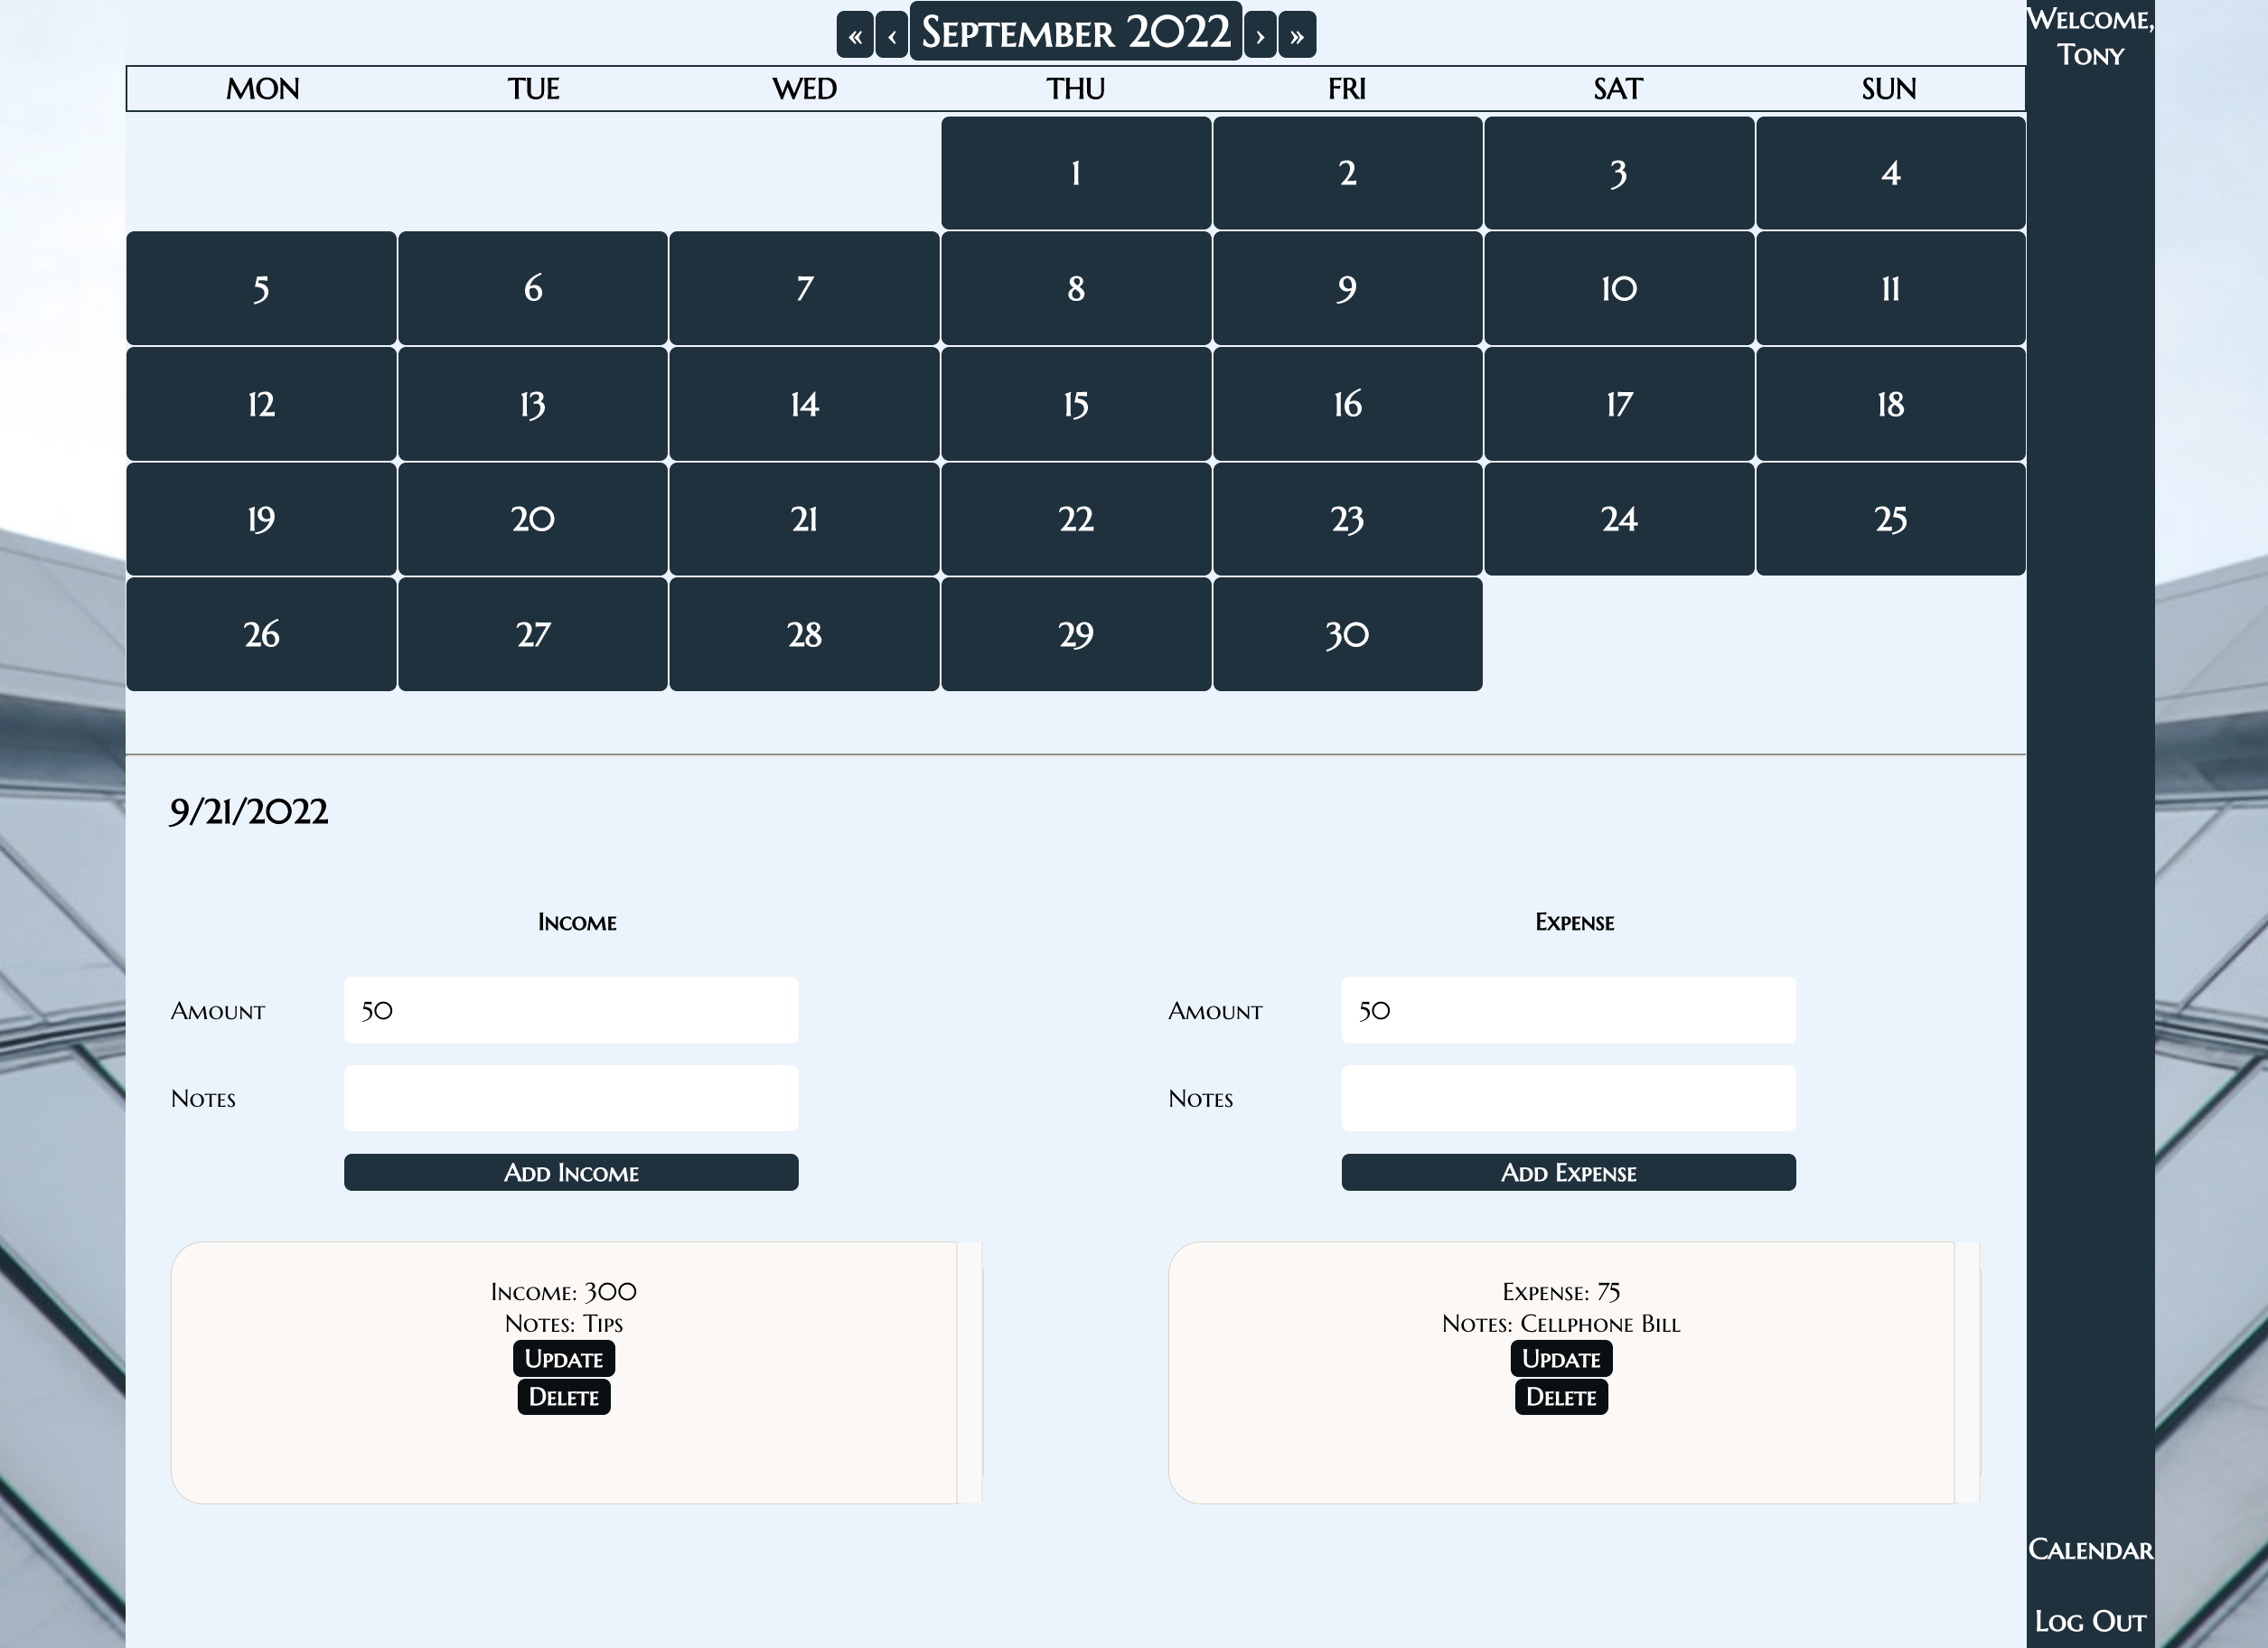 « ‹ September 2022 › »
Welcome,
Tony
MON TUE WED THU FRI SAT SUN
1 2 3 4
5 6 7 8 9 10 11
12 13 14 15 16 17 18
19 20 21 22 23 24 25
26 27 28 29 30
9/21/2022
Income
Amount 50
Notes
Add Income
Income: 300
Notes: Tips
Update
Delete
Expense
Amount 50
Notes
Add Expense
Expense: 75
Notes: Cellphone Bill
Update
Delete
Calendar
Log Out